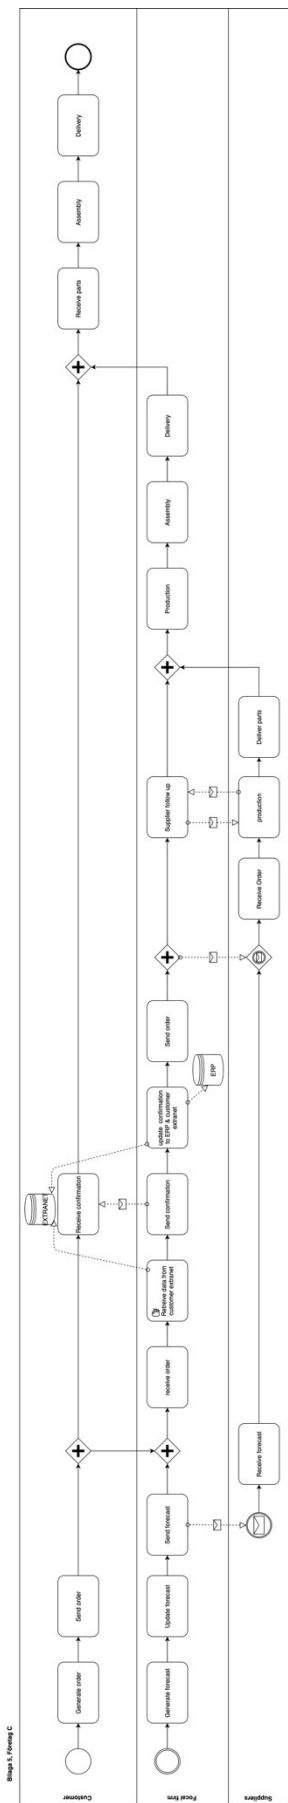 Bilaga 5, Företag C
Customer
Generate order
Send order
EXTRANET
Receive confirmation
Receive parts
Assembly
Delivery
Focal firm
Generate forecast
Update forecast
Send forecast
receive order
Retreive data from
customer extranet
Send confirmation
update confirmation
to ERP & customer
extranet
ERP
Send order
Supplier follow up
Production
Assembly
Delivery
Suppliers
Receive forecast
Receive Order
production
Deliver parts